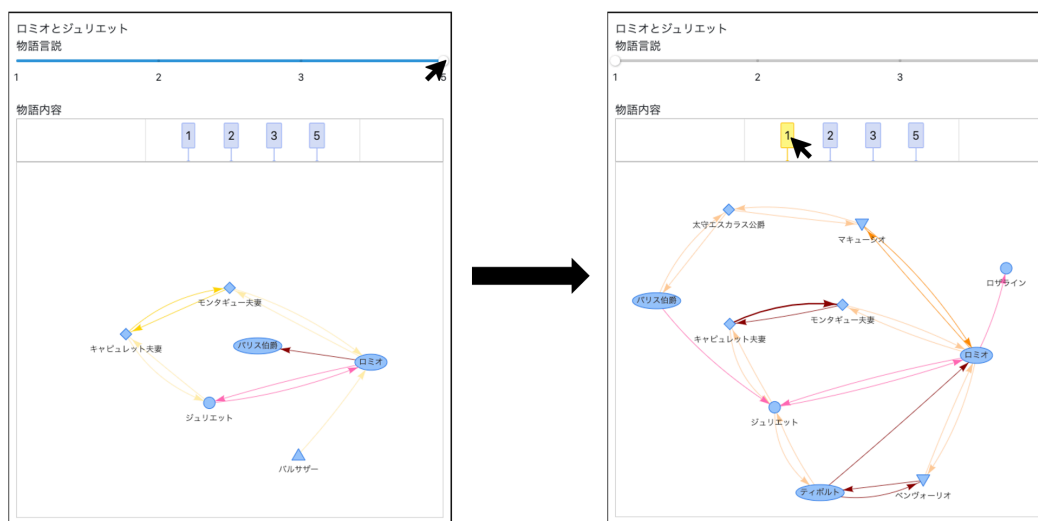 ロミオとジュリエット
物語言説
1 2 3 5
物語内容
1 2 3 5
モンタギュー夫妻
キャピュレット夫妻
パリス伯爵
ロミオ
ジュリエット
バルサザー
ロミオとジュリエット
物語言説
1 2 3
物語内容
1 2 3 5
太守エスカラス公爵
マキューシオ
ロザライン
パリス伯爵
モンタギュー夫妻
キャピュレット夫妻
ロミオ
ジュリエット
ティボルト
ベンヴォーリオ